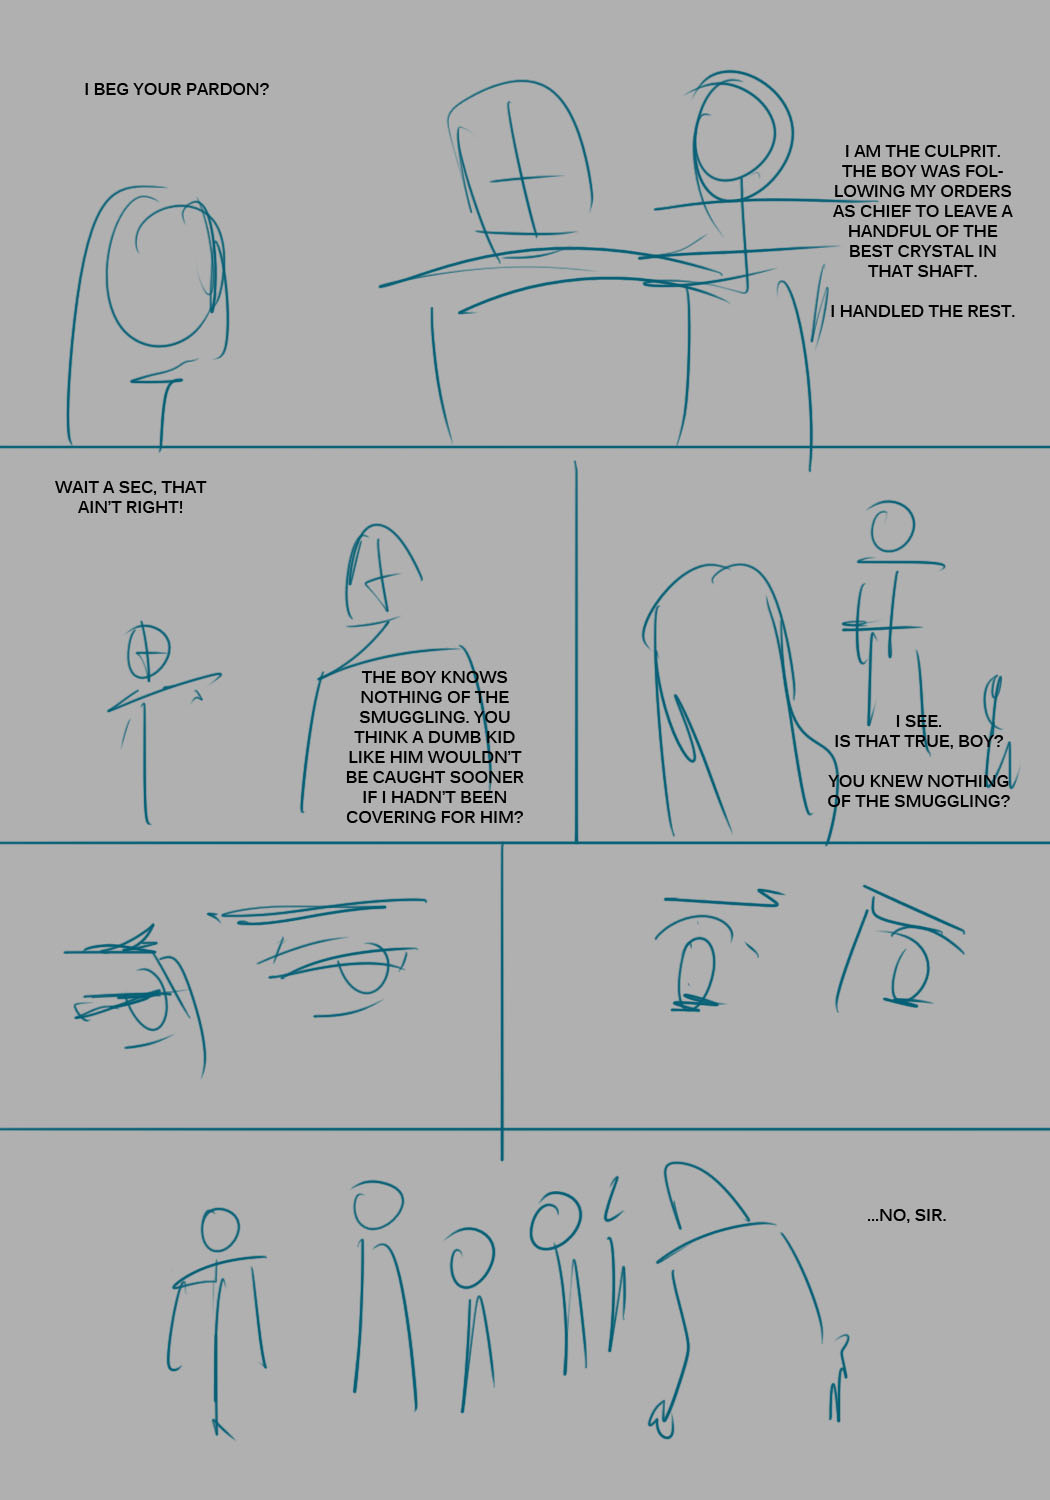 I BEG YOUR PARDON?
I AM THE CULPRIT.
THE BOY WAS FOL-
LOWING MY ORDERS
AS CHIEF TO LEAVE A
HANDFUL OF THE
BEST CRYSTAL IN
THAT SHAFT.
I HANDLED THE REST.
WAIT A SEC, THAT
AIN'T RIGHT!
THE BOY KNOWS
NOTHING OF THE
SMUGGLING. YOU
THINK A DUMB KID
LIKE HIM WOULDN'T
BE CAUGHT SOONER
IF I HADN'T BEEN
COVERING FOR HIM?
I SEE.
IS THAT TRUE, BOY?
YOU KNEW NOTHING
OF THE SMUGGLING?
...NO, SIR.